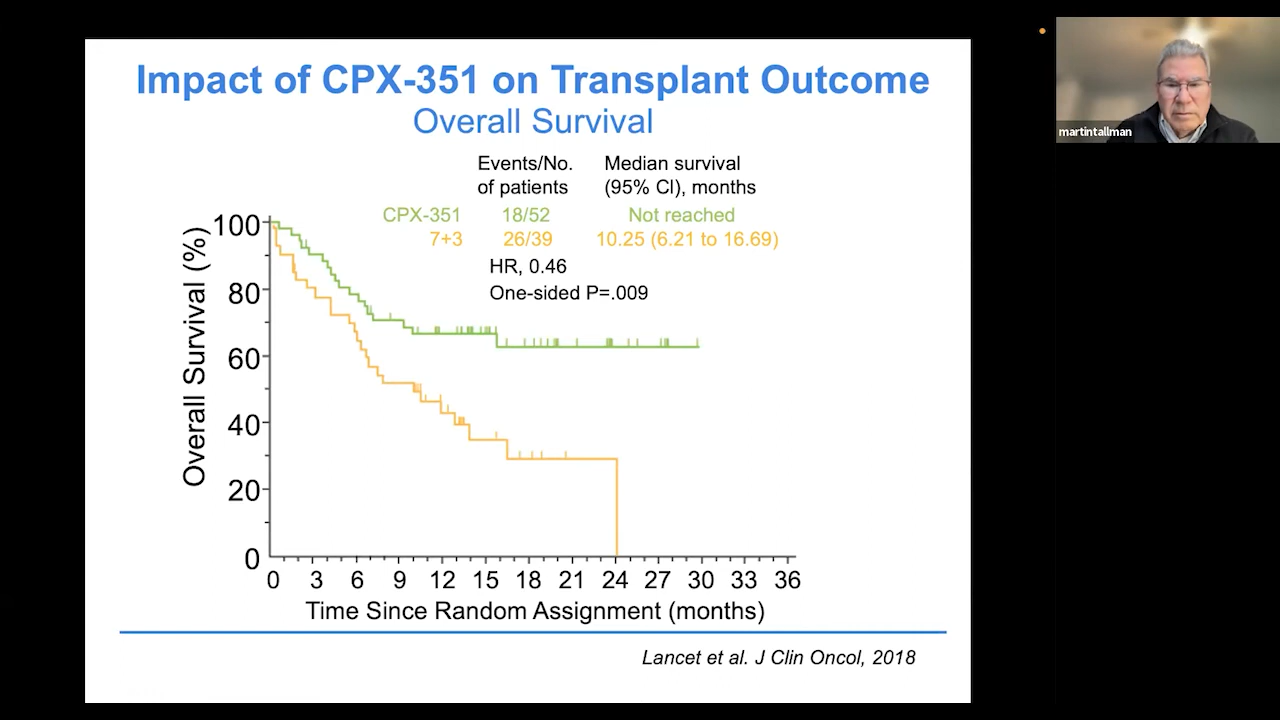 Impact of CPX-351 on Transplant Outcome
Overall Survival
Events/No. Median survival
of patients (95% CI), months
CPX-351 18/52 Not reached
7+3 26/39 10.25 (6.21 to 16.69)
HR, 0.46
One-sided P=.009
Overall Survival (%)
100
80
60
40
20
0
0 3 6 9 12 15 18 21 24 27 30 33 36
Time Since Random Assignment (months)
Lancet et al. J Clin Oncol, 2018
martintallman